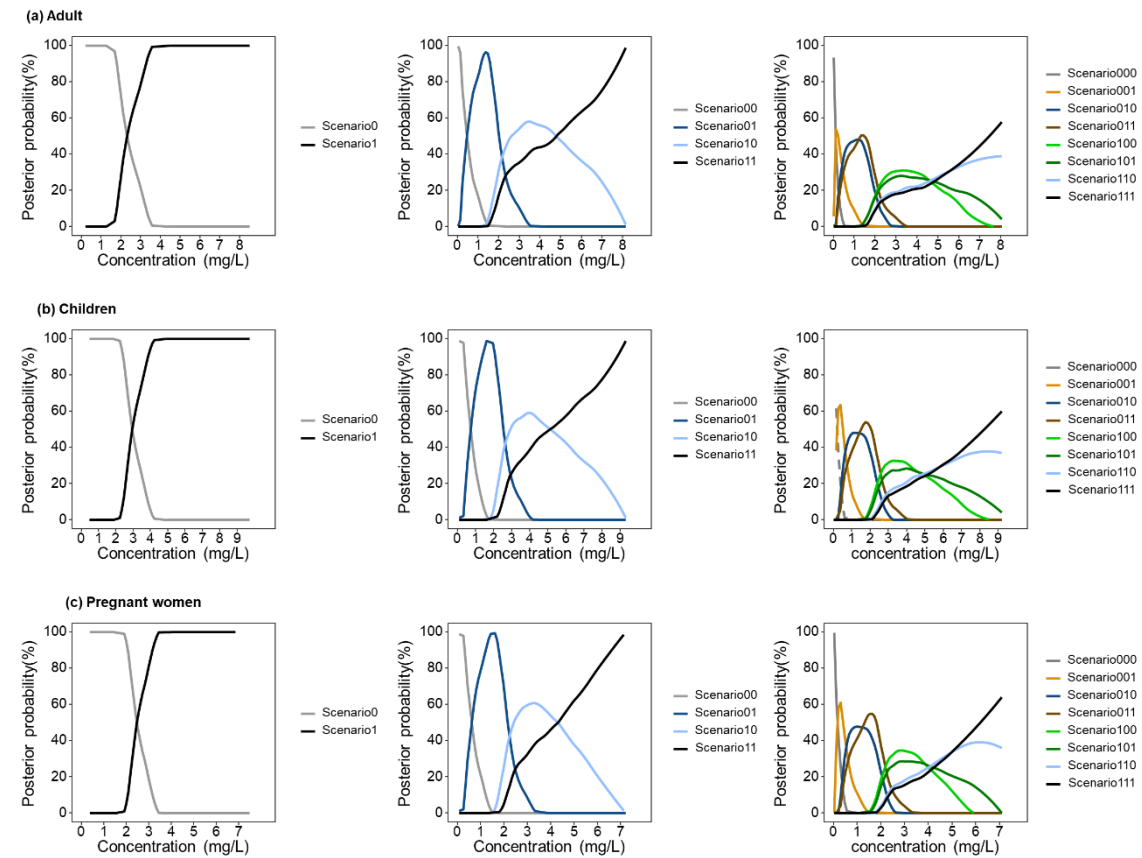 (a) Adult
Posterior probability(%)
100
80
60
40
20
0
0 1 2 3 4 5 6 7 8
Concentration (mg/L)
Scenario0
Scenario1
Posterior probability(%)
100
80
60
40
20
0
0 1 2 3 4 5 6 7 8
Concentration (mg/L)
Scenario00
Scenario01
Scenario10
Scenario11
Posterior probability(%)
100
80
60
40
20
0
0 1 2 3 4 5 6 7 8
concentration (mg/L)
Scenario000
Scenario001
Scenario010
Scenario011
Scenario100
Scenario101
Scenario110
Scenario111
(b) Children
Posterior probability(%)
100
80
60
40
20
0
0 1 2 3 4 5 6 7 8 9
Concentration (mg/L)
Scenario0
Scenario1
Posterior probability(%)
100
80
60
40
20
0
0 1 2 3 4 5 6 7 8 9
Concentration (mg/L)
Scenario00
Scenario01
Scenario10
Scenario11
Posterior probability(%)
100
80
60
40
20
0
0 1 2 3 4 5 6 7 8 9
concentration (mg/L)
Scenario000
Scenario001
Scenario010
Scenario011
Scenario100
Scenario101
Scenario110
Scenario111
(c) Pregnant women
Posterior probability(%)
100
80
60
40
20
0
0 1 2 3 4 5 6 7
Concentration (mg/L)
Scenario0
Scenario1
Posterior probability(%)
100
80
60
40
20
0
0 1 2 3 4 5 6 7
Concentration (mg/L)
Scenario00
Scenario01
Scenario10
Scenario11
Posterior probability(%)
100
80
60
40
20
0
0 1 2 3 4 5 6 7
concentration (mg/L)
Scenario000
Scenario001
Scenario010
Scenario011
Scenario100
Scenario101
Scenario110
Scenario111